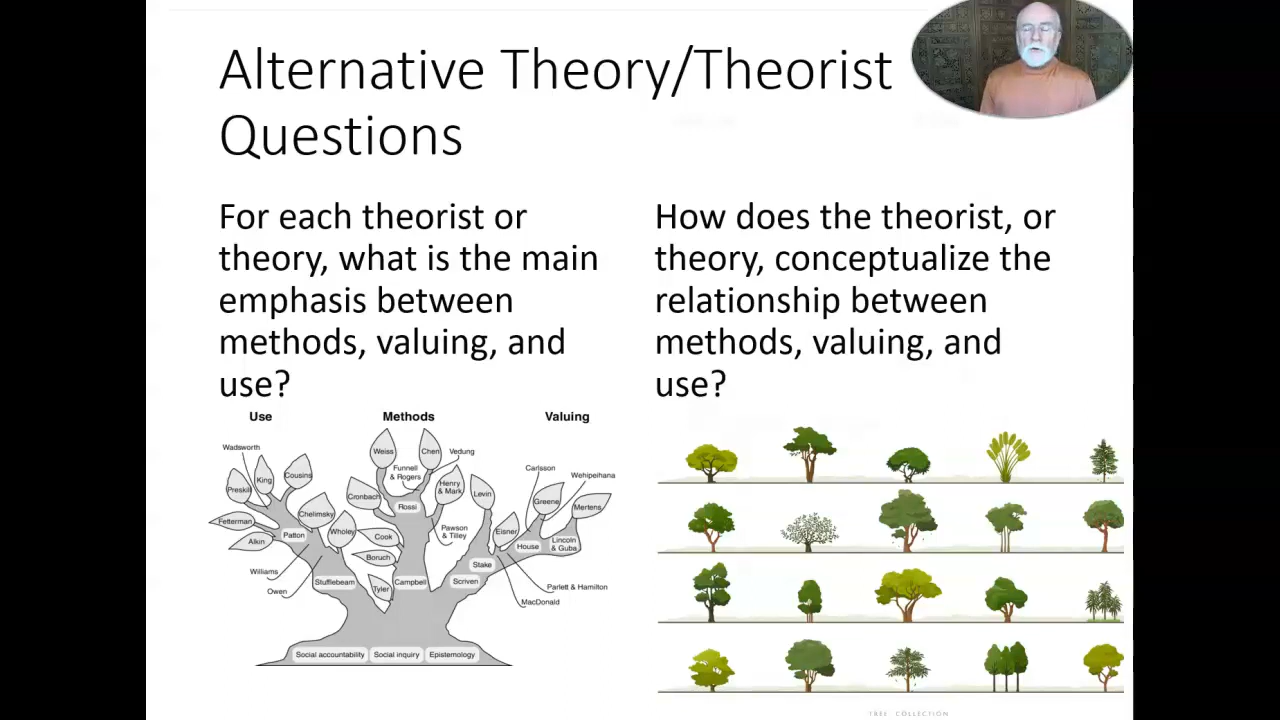 Alternative Theory/Theorist
Questions
For each theorist or
theory, what is the main
emphasis between
methods, valuing, and
use?
Use Methods Valuing
Wadsworth
King
Cousins
Preskill
Fetterman
Alkin
Chelimsky
Patton
Wholey
Williams
Owen
Stufflebeam
Weiss
Chen
Vedung
Funnell
& Rogers
Cronbach
Henry
& Mark
Rossi
Cook
Pawson
& Tilley
Boruch
Tyler
Campbell
Levin
Carlsson
Wehipeihana
Greene
Mertens
Eisner
House
Lincoln
& Guba
Stake
Scriven
Parlett & Hamilton
MacDonald
Social accountability Social inquiry Epistemology
How does the theorist, or
theory, conceptualize the
relationship between
methods, valuing, and
use?
TREE COLLECTION